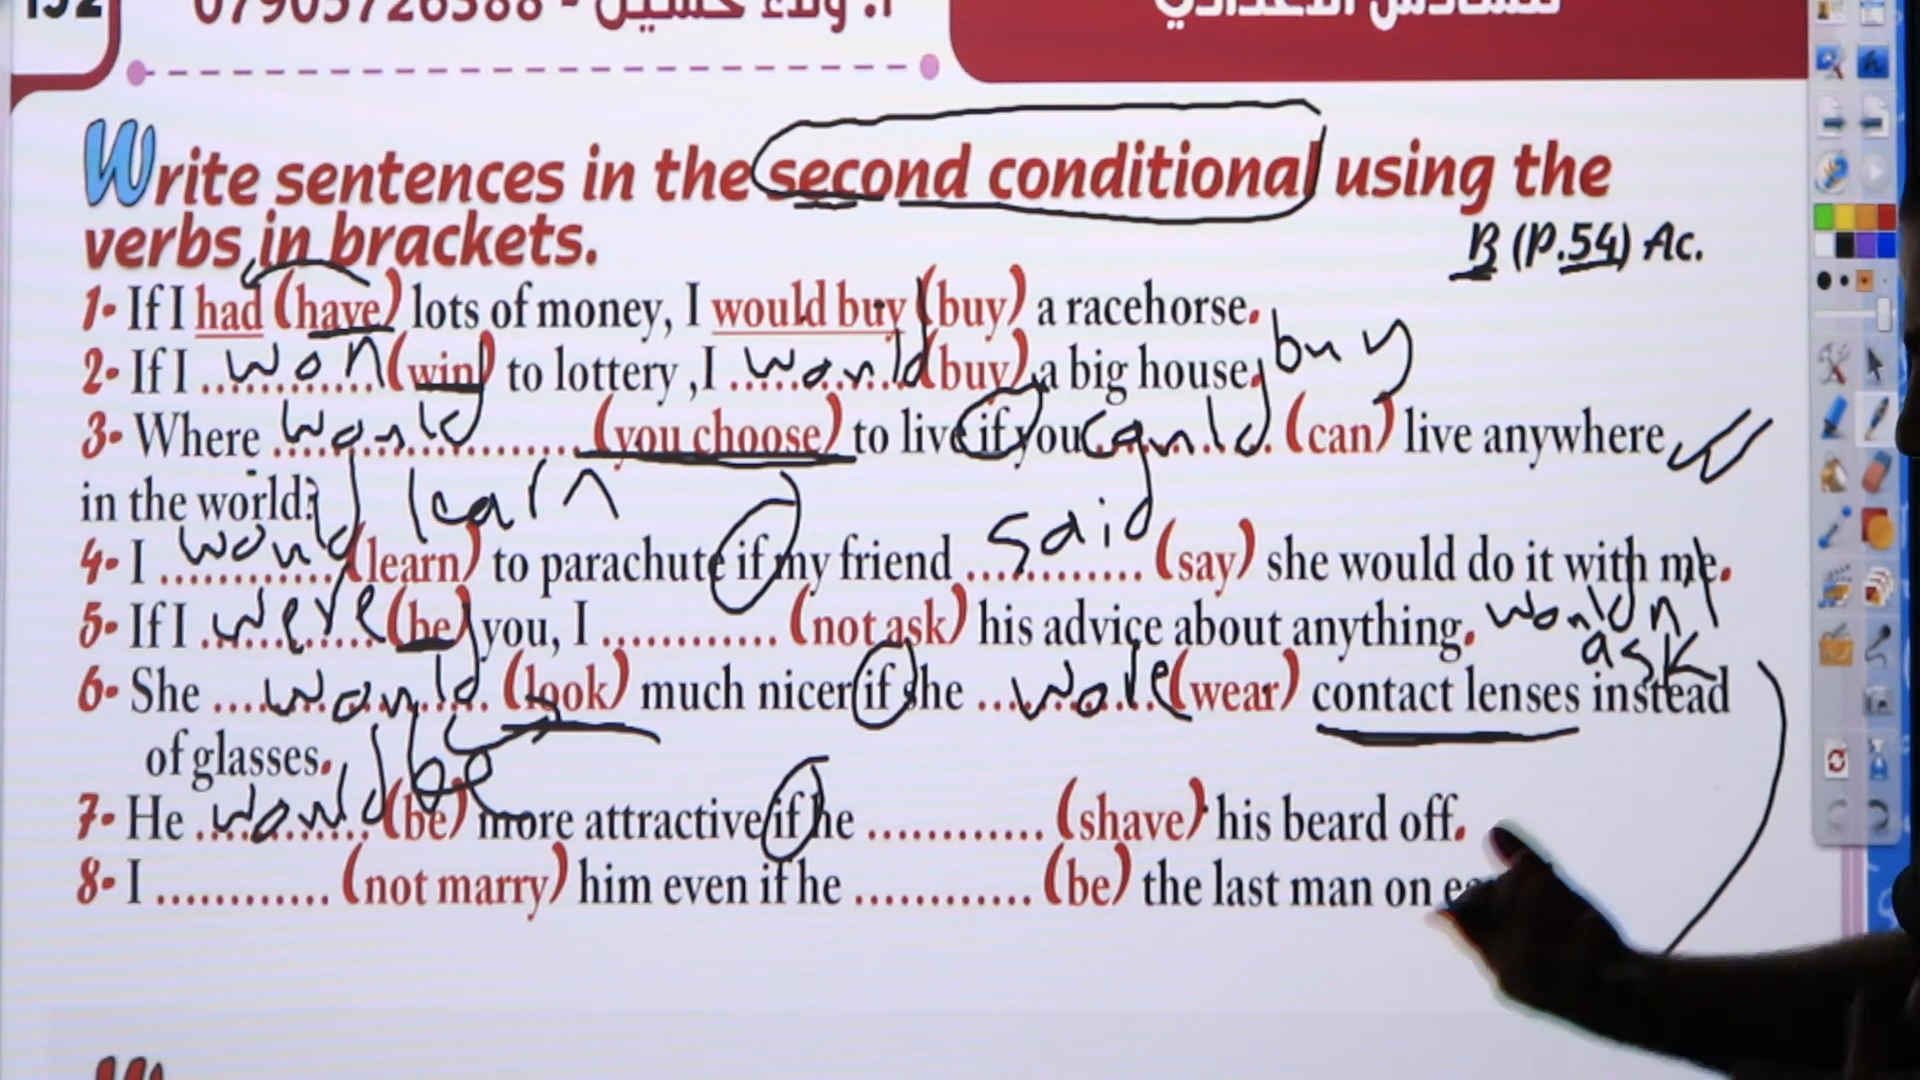 132
07905726388 - أ. ولاء حسين
للسادس الاعدادي
Write sentences in the second conditional using the
verbs in brackets.
B (P.54) Ac.
1- If I had (have) lots of money, I would buy (buy) a racehorse.
2- If I won (win) to lottery ,I would (buy) a big house. buy
3- Where would (you choose) to live if you could (can) live anywhere
in the world?
4- I would learn (learn) to parachute if my friend said (say) she would do it with me.
5- If I were (be) you, I ............ (not ask) his advice about anything. wouldn't ask
6- She would (look) much nicer if she wore (wear) contact lenses instead
of glasses.
7- He would be (be) more attractive if he ............ (shave) his beard off.
8- I ............ (not marry) him even if he ............ (be) the last man on